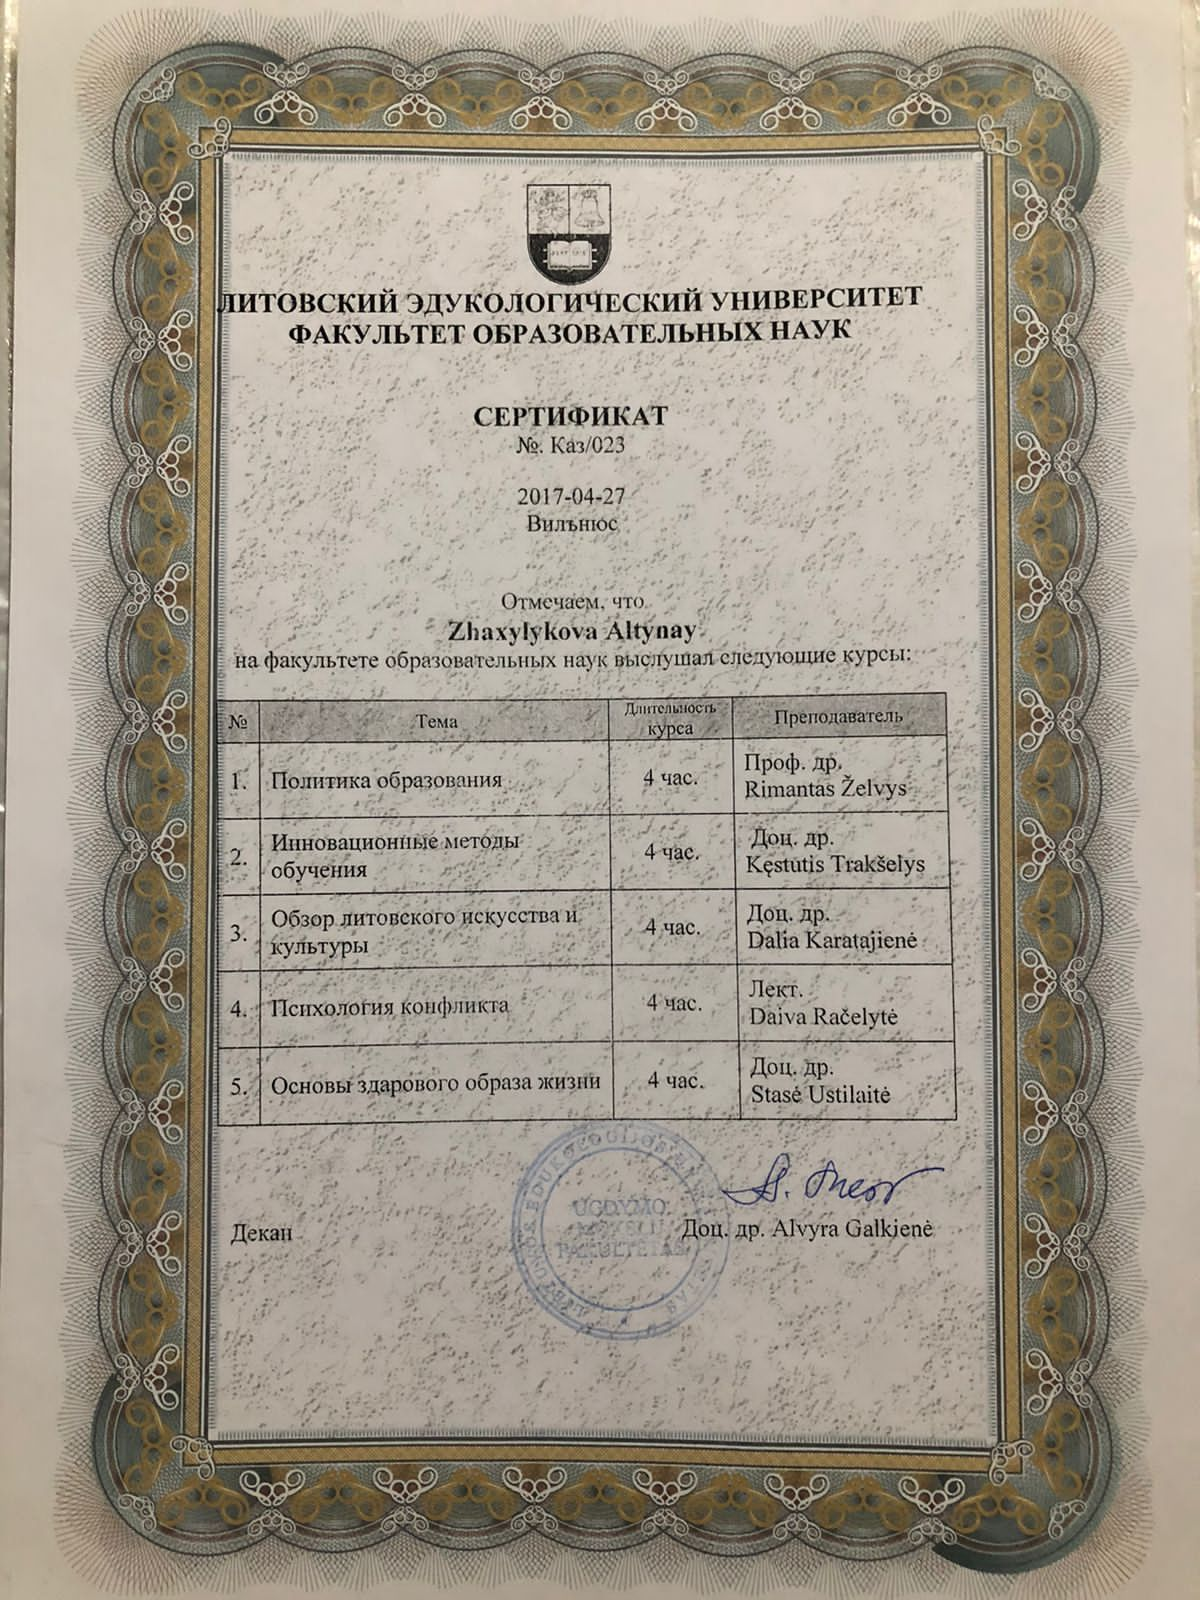 ЛИТОВСКИЙ ЭДУКОЛОГИЧЕСКИЙ УНИВЕРСИТЕТ
ФАКУЛЬТЕТ ОБРАЗОВАТЕЛЬНЫХ НАУК
СЕРТИФИКАТ
№. Каз/023
2017-04-27
Вильнюс
Отмечаем, что
Zhaxylykova Altynay
на факультете образовательных наук выслушал следующие курсы:
№ Тема Длительность курса Преподаватель
1. Политика образования 4 час. Проф. др. Rimantas Želvys
2. Инновационные методы обучения 4 час. Доц. др. Kęstutis Trakšelys
3. Обзор литовского искусства и культуры 4 час. Доц. др. Dalia Karatajienė
4. Психология конфликта 4 час. Лект. Daiva Račelytė
5. Основы здарового образа жизни 4 час. Доц. др. Stasė Ustilaitė
UGDYMO
MOKSLŲ
FAKULTETAS
Декан Доц. др. Alvyra Galkienė